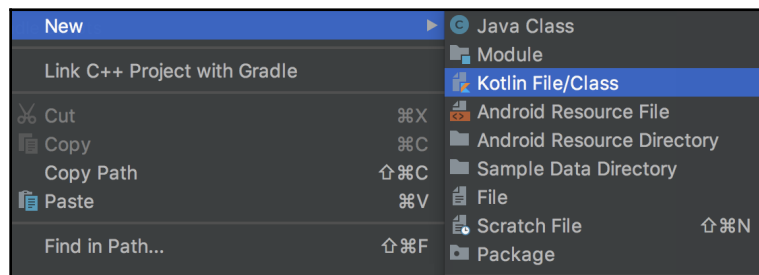 New
Link C++ Project with Gradle
Cut ⌘X
Copy ⌘C
Copy Path ⇧⌘C
Paste ⌘V
Find in Path... ⇧⌘F
Java Class
Module
Kotlin File/Class
Android Resource File
Android Resource Directory
Sample Data Directory
File
Scratch File ⇧⌘N
Package